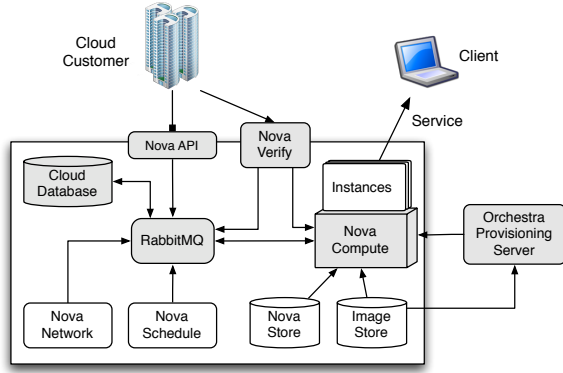 Cloud
Customer
Client
Service
Nova API
Nova
Verify
Cloud
Database
Instances
RabbitMQ
Nova
Compute
Orchestra
Provisioning
Server
Nova
Network
Nova
Schedule
Nova
Store
Image
Store